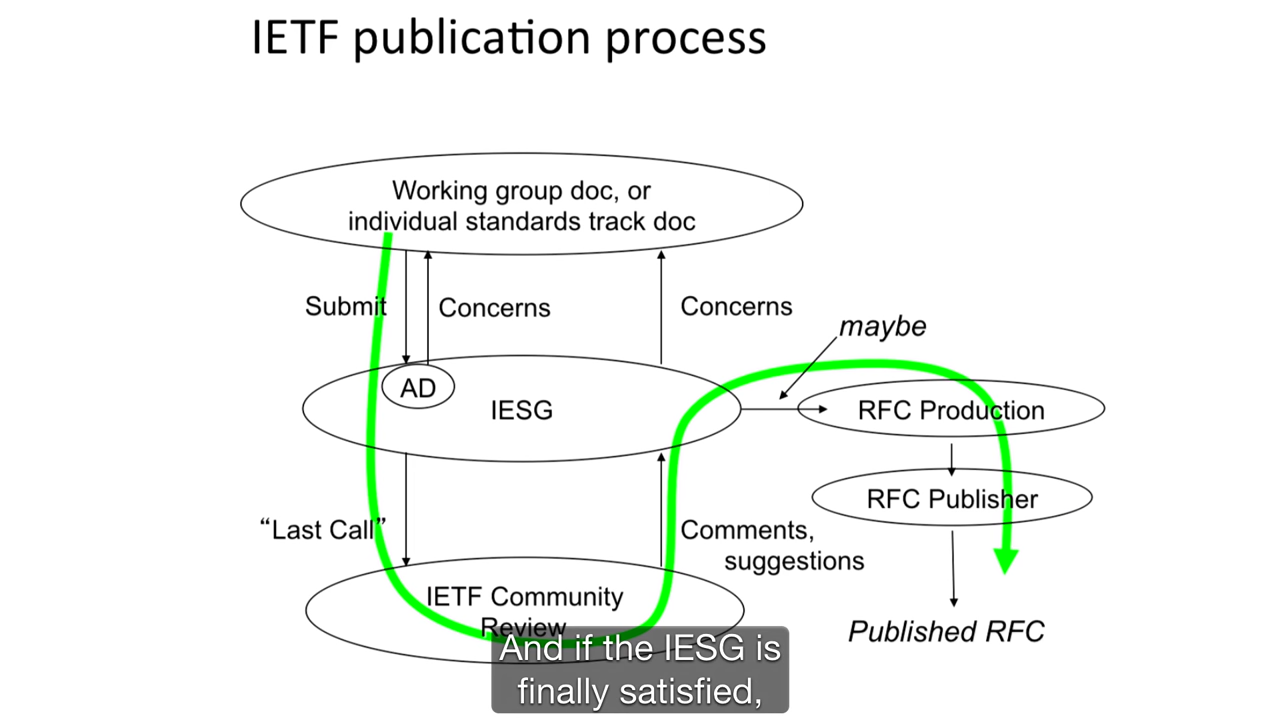 IETF publication process
Working group doc, or
individual standards track doc
Submit
Concerns
Concerns
maybe
AD
IESG
RFC Production
RFC Publisher
“Last Call”
Comments,
suggestions
IETF Community
Review
Published RFC
And if the IESG is
finally satisfied,